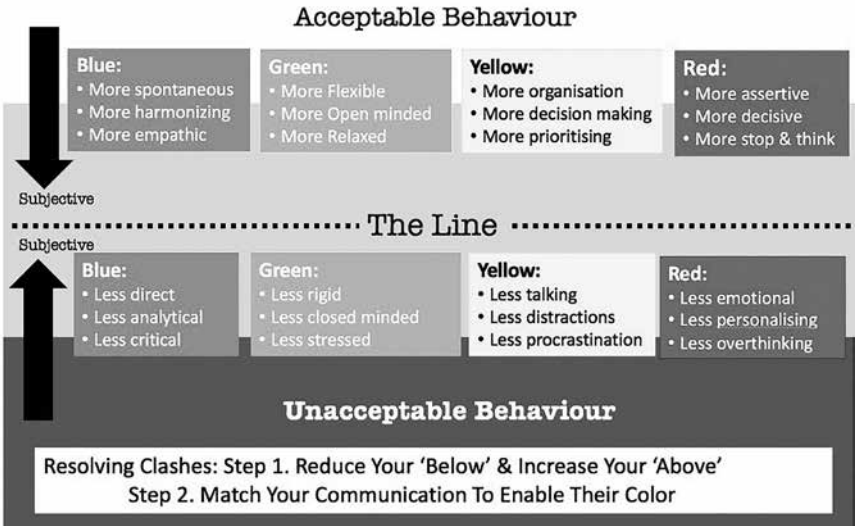 Acceptable Behaviour
Blue:
• More spontaneous
• More harmonizing
• More empathic
Green:
• More Flexible
• More Open minded
• More Relaxed
Yellow:
• More organisation
• More decision making
• More prioritising
Red:
• More assertive
• More decisive
• More stop & think
Subjective
The Line
Subjective
Blue:
• Less direct
• Less analytical
• Less critical
Green:
• Less rigid
• Less closed minded
• Less stressed
Yellow:
• Less talking
• Less distractions
• Less procrastination
Red:
• Less emotional
• Less personalising
• Less overthinking
Unacceptable Behaviour
Resolving Clashes: Step 1. Reduce Your ‘Below’ & Increase Your ‘Above’
Step 2. Match Your Communication To Enable Their Color